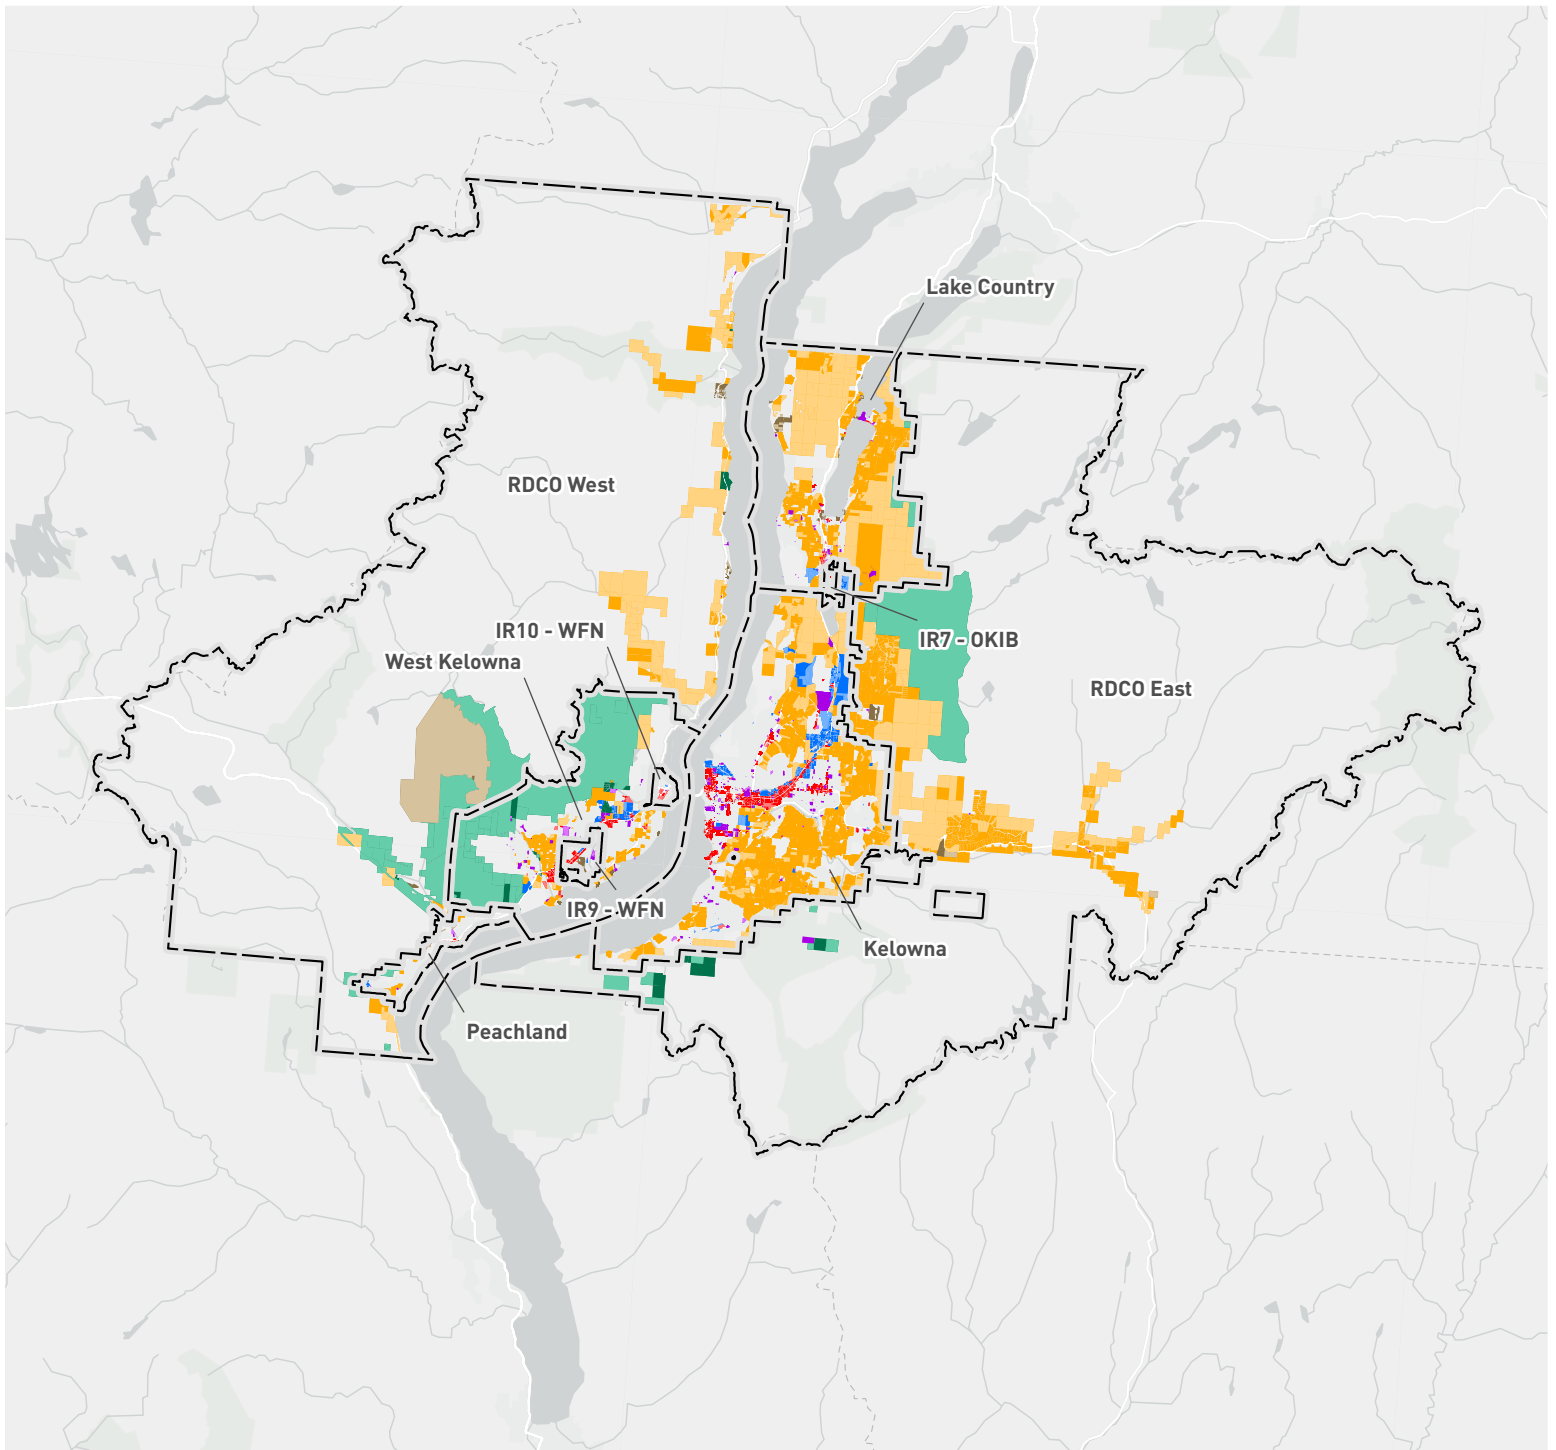 Lake Country
RDCO West
IR10 - WFN
IR7 - OKIB
West Kelowna
RDCO East
IR9 - WFN
Kelowna
Peachland